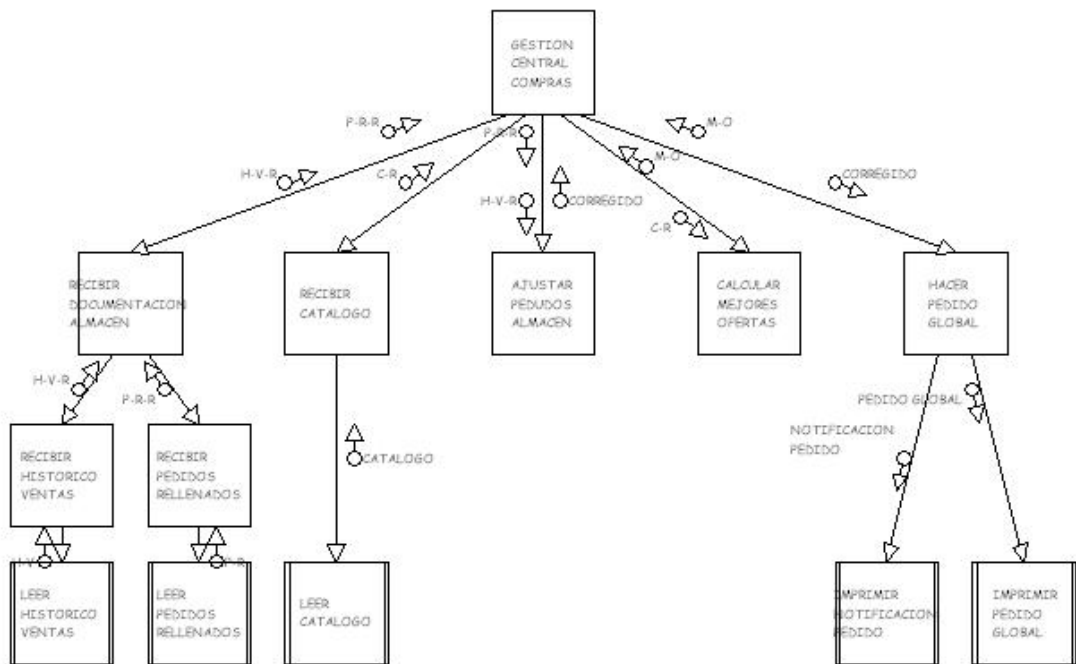 GESTION
CENTRAL
COMPRAS
P-R-R
P-R-R
M-O
H-V-R
C-R
M-O
CORREGIDO
H-V-R
CORREGIDO
C-R
RECIBIR
DOCUMENTACION
ALMACEN
RECIBIR
CATALOGO
AJUSTAR
PEDUDOS
ALMACEN
CALCULAR
MEJORES
OFERTAS
HACER
PEDIDO
GLOBAL
H-V-R
P-R-R
PEDIDO GLOBAL
NOTIFICACION
PEDIDO
RECIBIR
HISTORICO
VENTAS
RECIBIR
PEDIDOS
RELLENADOS
CATALOGO
H-V
P-R
LEER
HISTORICO
VENTAS
LEER
PEDIDOS
RELLENADOS
LEER
CATALOGO
IMPRIMIR
NOTIFICACION
PEDIDO
IMPRIMIR
PEDIDO
GLOBAL